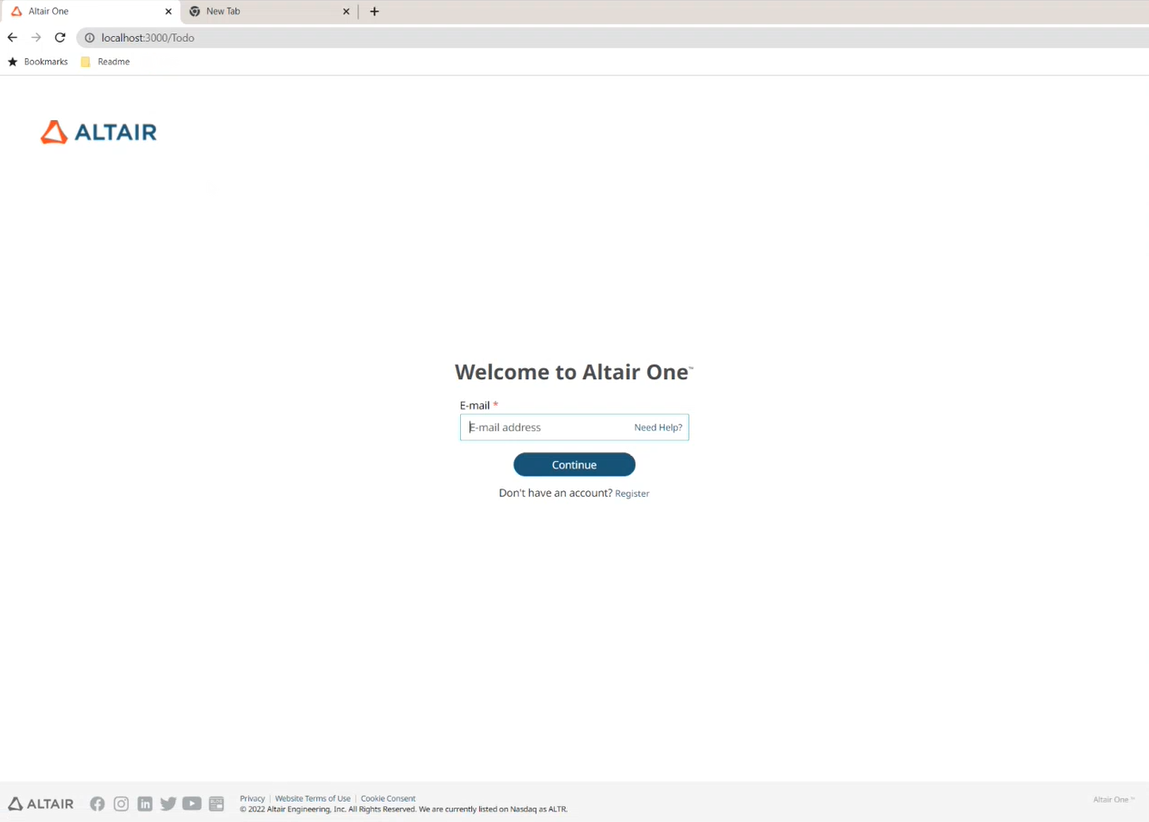 Altair One
New Tab
localhost:3000/Todo
Bookmarks Readme
ALTAIR
Welcome to Altair One™
E-mail *
E-mail address Need Help?
Continue
Don't have an account? Register
ALTAIR
Privacy | Website Terms of Use | Cookie Consent
© 2022 Altair Engineering, Inc. All Rights Reserved. We are currently listed on Nasdaq as ALTR.
Altair One™